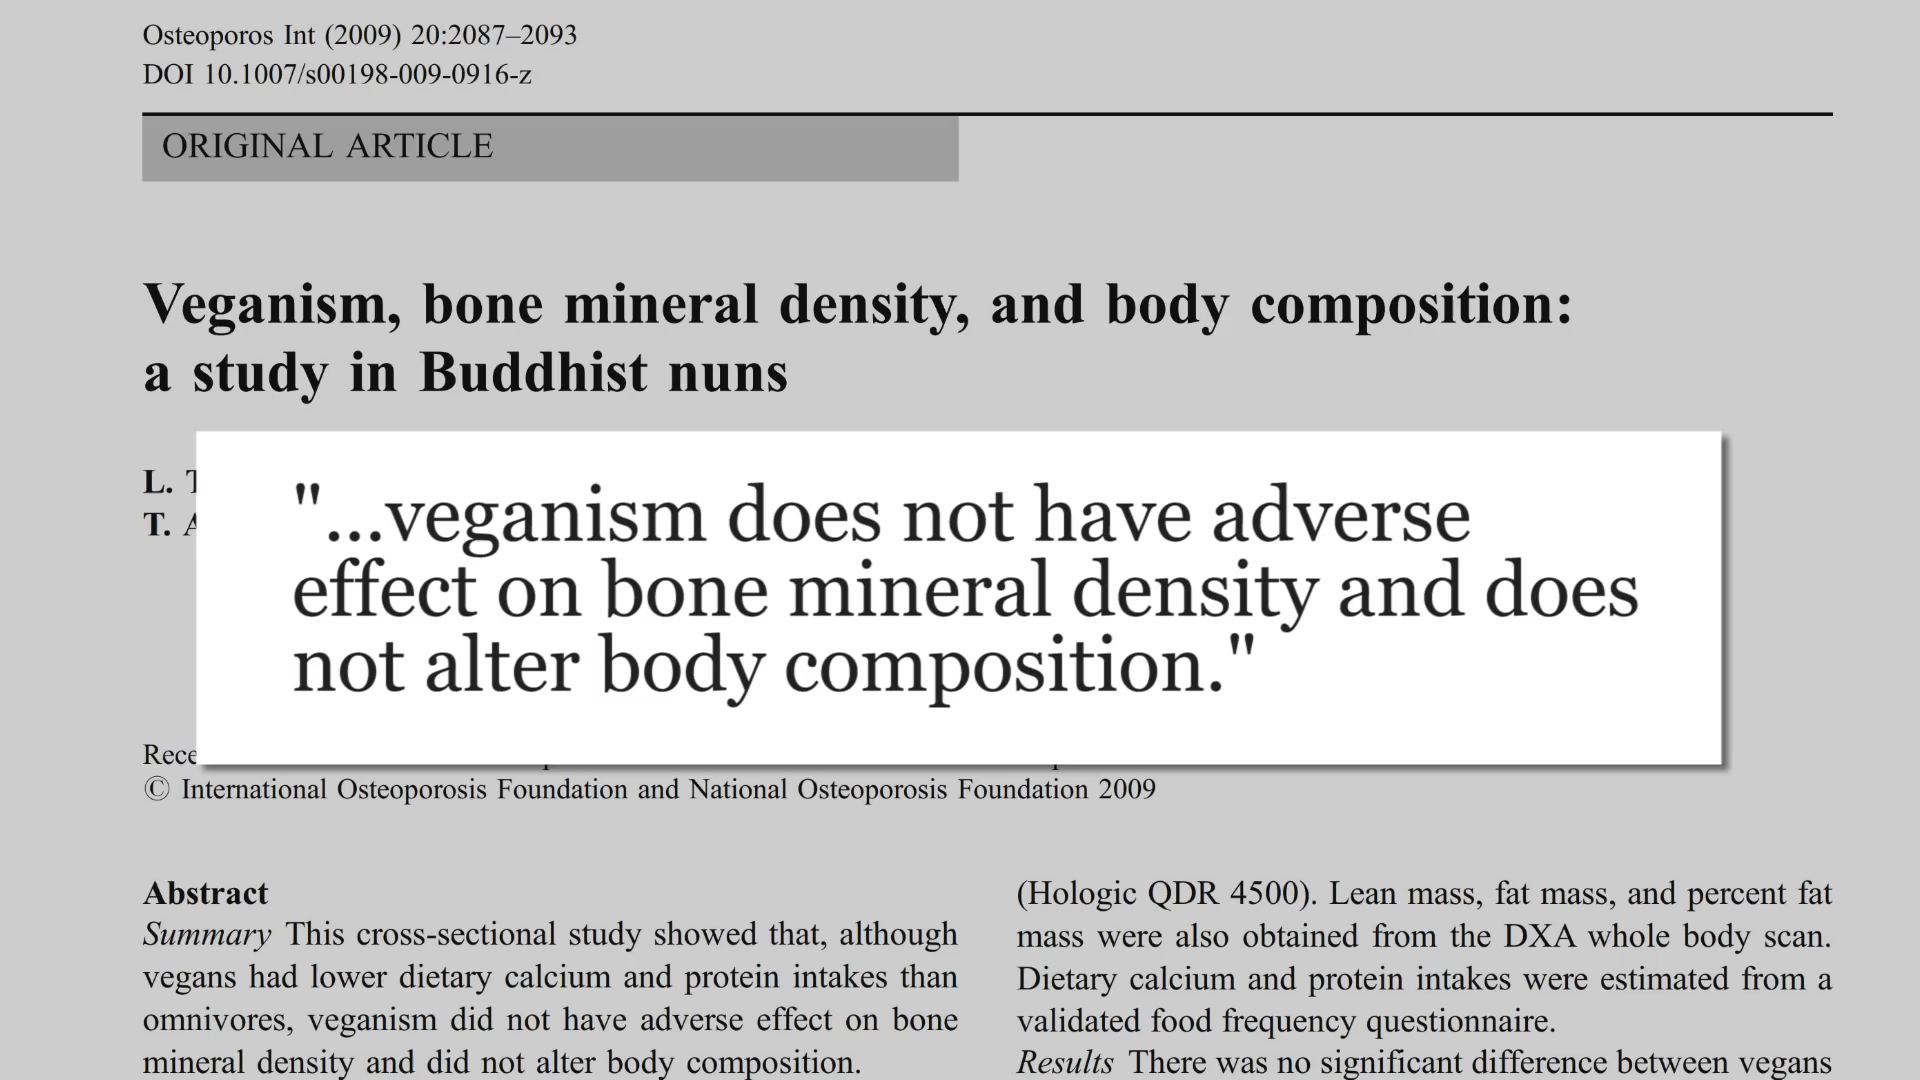 Osteoporos Int (2009) 20:2087–2093
DOI 10.1007/s00198-009-0916-z
ORIGINAL ARTICLE
Veganism, bone mineral density, and body composition:
a study in Buddhist nuns
L.
T.
"...veganism does not have adverse
effect on bone mineral density and does
not alter body composition."
© International Osteoporosis Foundation and National Osteoporosis Foundation 2009
Abstract
Summary This cross-sectional study showed that, although
vegans had lower dietary calcium and protein intakes than
omnivores, veganism did not have adverse effect on bone
mineral density and did not alter body composition.
(Hologic QDR 4500). Lean mass, fat mass, and percent fat
mass were also obtained from the DXA whole body scan.
Dietary calcium and protein intakes were estimated from a
validated food frequency questionnaire.
Results There was no significant difference between vegans